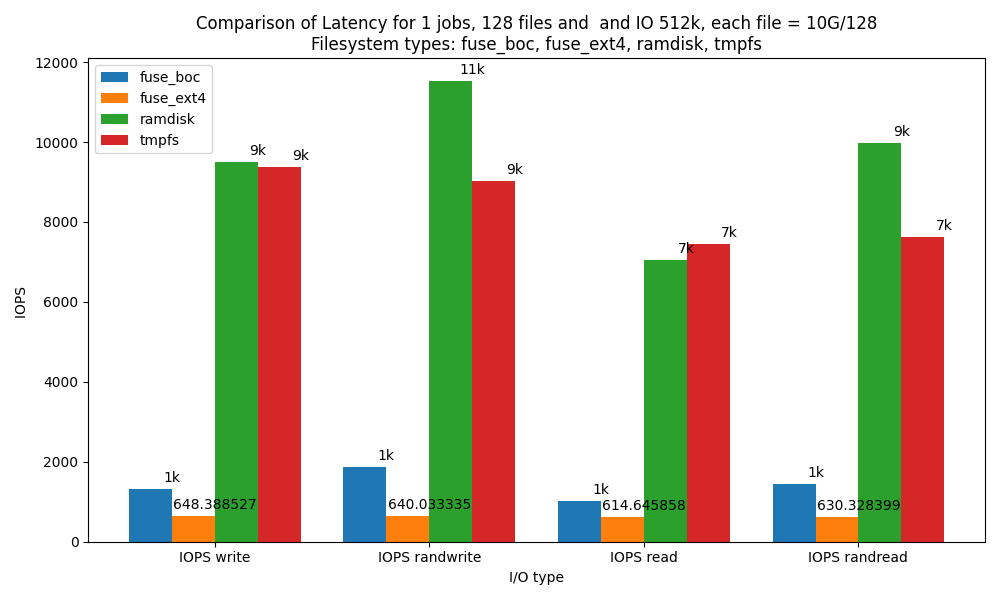 Comparison of Latency for 1 jobs, 128 files and  and IO 512k, each file = 10G/128
Filesystem types: fuse_boc, fuse_ext4, ramdisk, tmpfs
fuse_boc
fuse_ext4
ramdisk
tmpfs
12000
10000
8000
6000
4000
2000
0
IOPS
1k
648.388527
9k
9k
1k
640.033335
11k
9k
1k
614.645858
7k
7k
1k
630.328399
9k
7k
IOPS write
IOPS randwrite
IOPS read
IOPS randread
I/O type